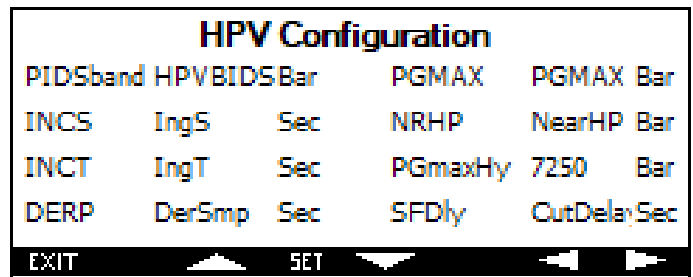 HPV Configuration
PIDSband HPVBIDS Bar PGMAX PGMAX Bar
INCS IngS Sec NRHP NearHP Bar
INCT IngT Sec PGmaxHy 7250 Bar
DERP DerSmp Sec SFDly CutDelay Sec
EXIT SET